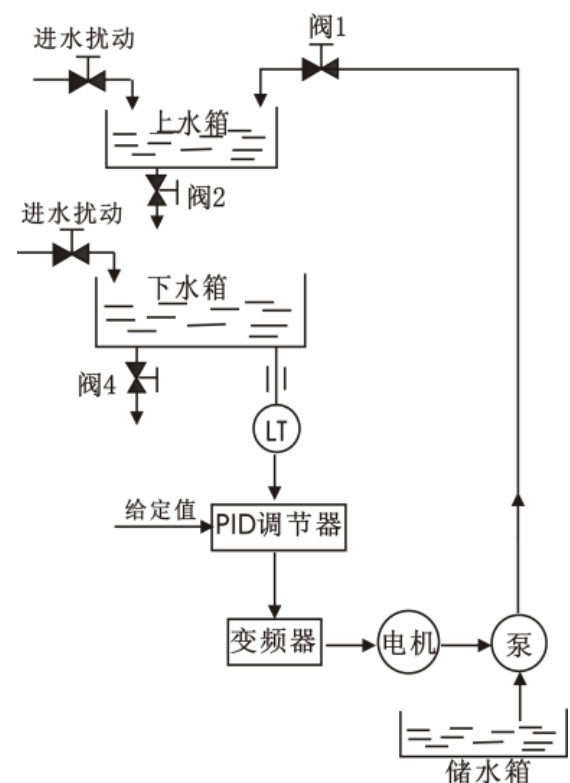 进水扰动
阀1
上水箱
阀2
进水扰动
下水箱
阀4
LT
给定值
PID调节器
变频器
电机
泵
储水箱